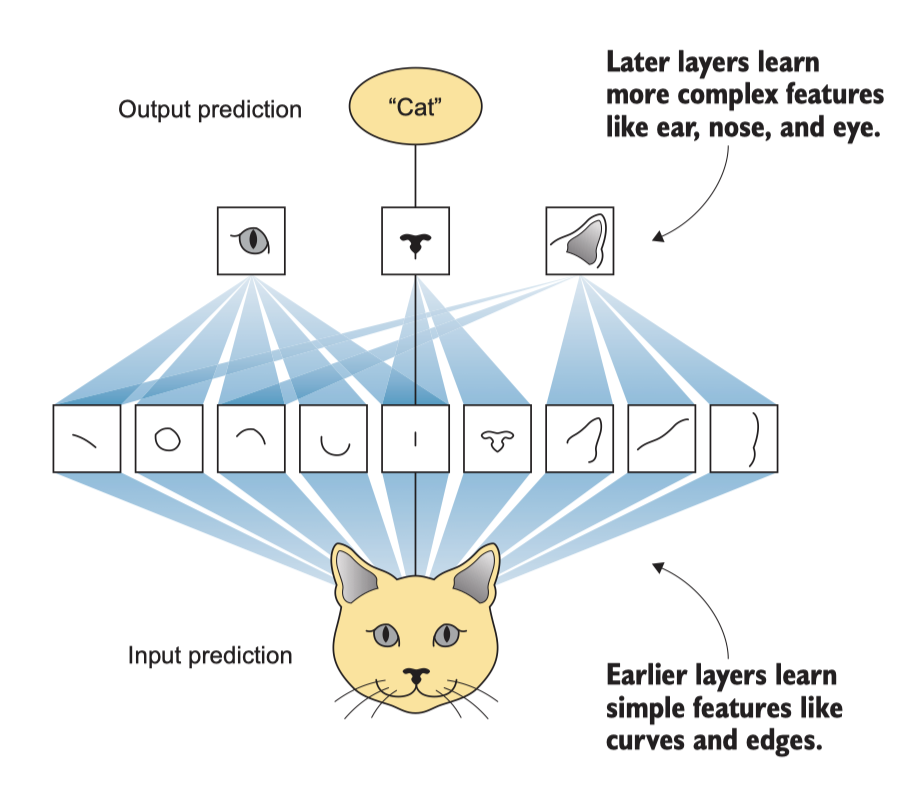 Later layers learn
more complex features
like ear, nose, and eye.
Output prediction
“Cat”
Input prediction
Earlier layers learn
simple features like
curves and edges.